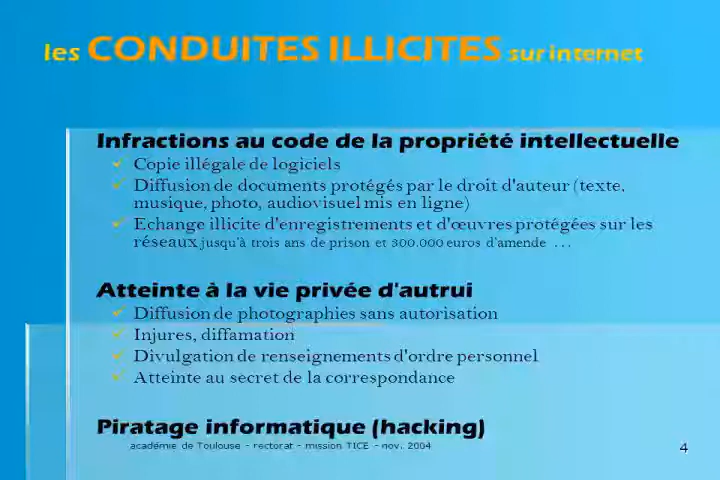 les CONDUITES ILLICITES sur internet
Infractions au code de la propriété intellectuelle
Copie illégale de logiciels
Diffusion de documents protégés par le droit d'auteur (texte,
musique, photo, audiovisuel mis en ligne)
Echange illicite d'enregistrements et d'œuvres protégées sur les
réseaux jusqu'à trois ans de prison et 300.000 euros d'amende ...
Atteinte à la vie privée d'autrui
Diffusion de photographies sans autorisation
Injures, diffamation
Divulgation de renseignements d'ordre personnel
Atteinte au secret de la correspondance
Piratage informatique (hacking)
académie de Toulouse - rectorat - mission TICE - nov. 2004
4